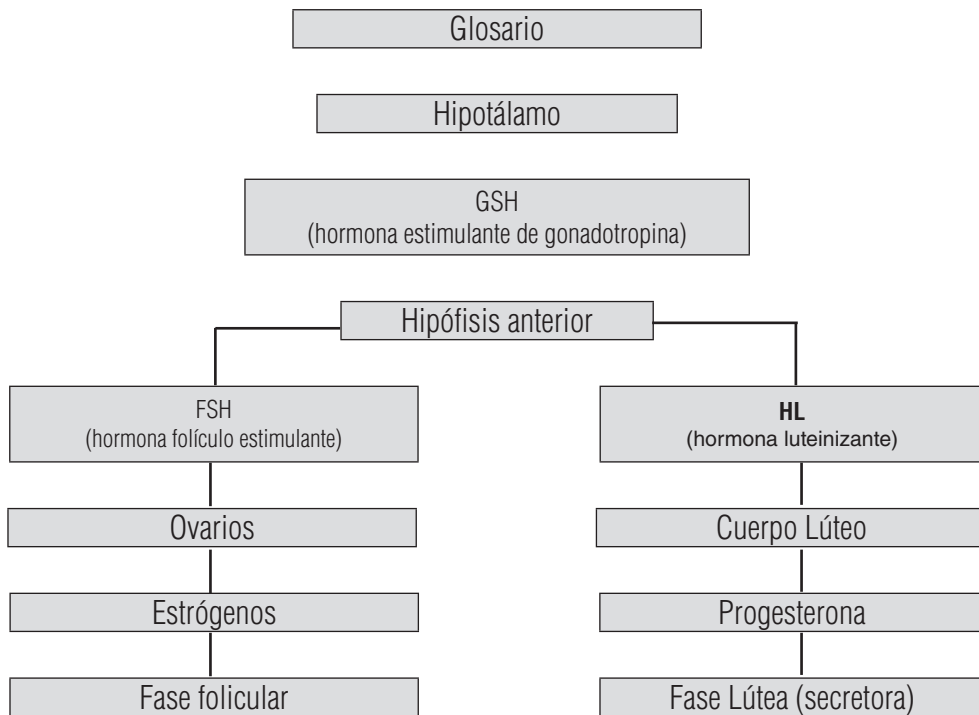 Glosario
Hipotálamo
GSH
(hormona estimulante de gonadotropina)
Hipófisis anterior
FSH
(hormona folículo estimulante)
HL
(hormona luteinizante)
Ovarios
Cuerpo Lúteo
Estrógenos
Progesterona
Fase folicular
Fase Lútea (secretora)